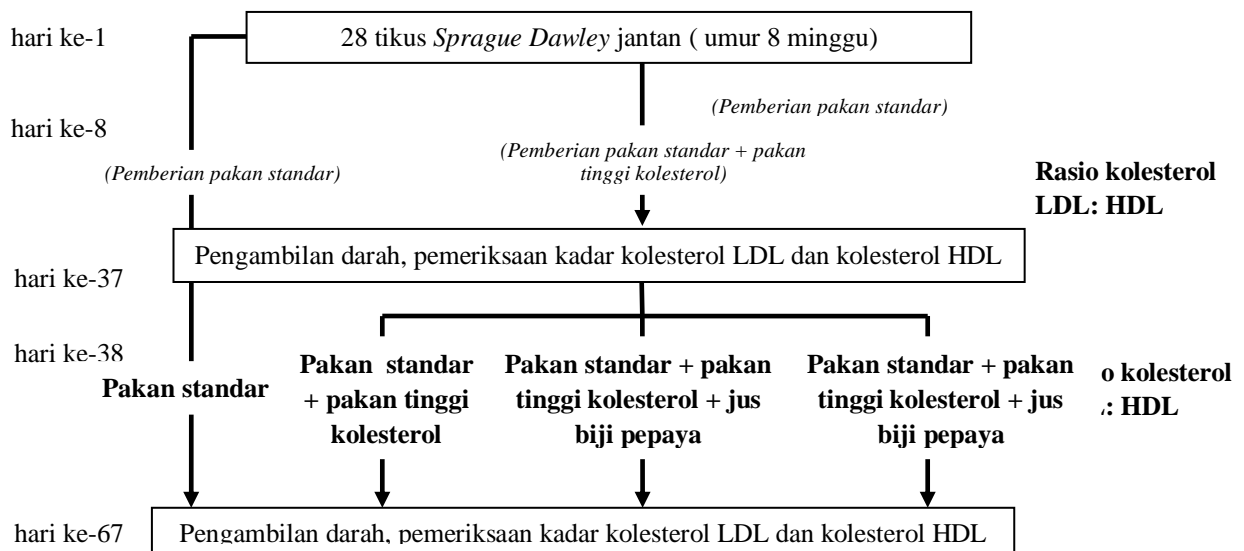 hari ke-1
28 tikus Sprague Dawley jantan ( umur 8 minggu)
(Pemberian pakan standar)
hari ke-8
(Pemberian pakan standar)
(Pemberian pakan standar + pakan
tinggi kolesterol)
Rasio kolesterol
LDL: HDL
Pengambilan darah, pemeriksaan kadar kolesterol LDL dan kolesterol HDL
hari ke-37
hari ke-38
Pakan standar
Pakan standar
+ pakan tinggi
kolesterol
Pakan standar + pakan
tinggi kolesterol + jus
biji pepaya
Pakan standar + pakan
tinggi kolesterol + jus
biji pepaya
o kolesterol
: HDL
hari ke-67
Pengambilan darah, pemeriksaan kadar kolesterol LDL dan kolesterol HDL